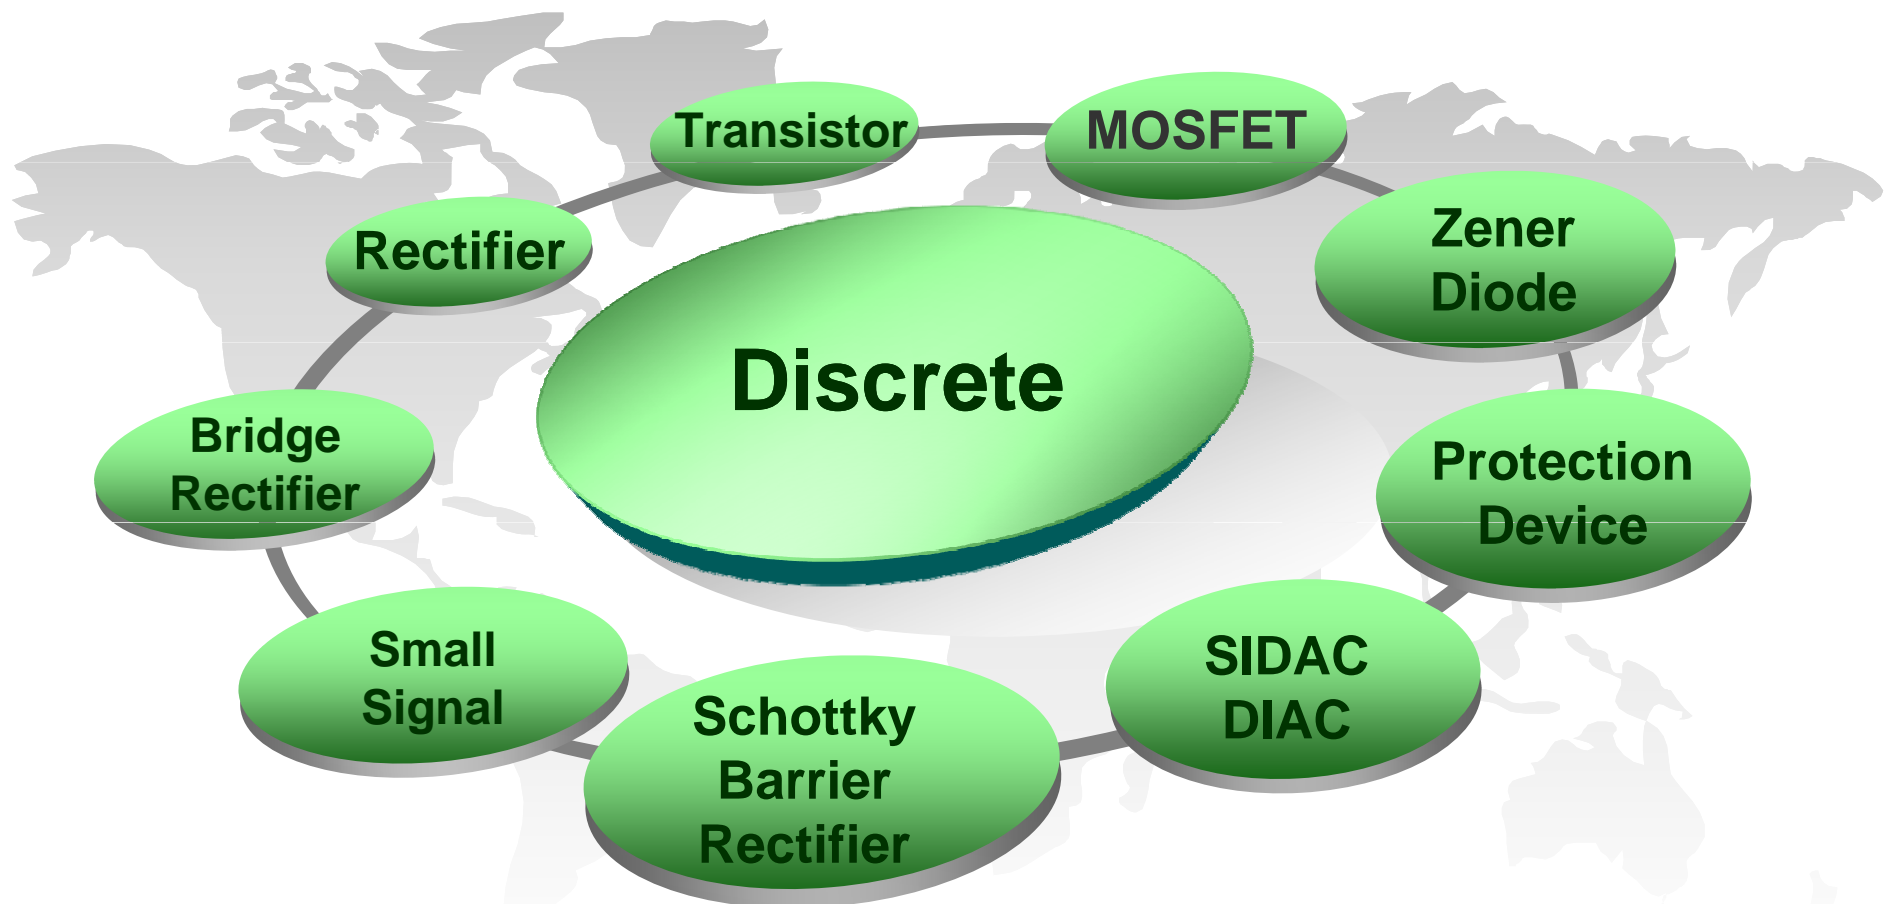 Transistor
MOSFET
Rectifier
Zener
Diode
Discrete
Bridge
Rectifier
Protection
Device
Small
Signal
SIDAC
DIAC
Schottky
Barrier
Rectifier